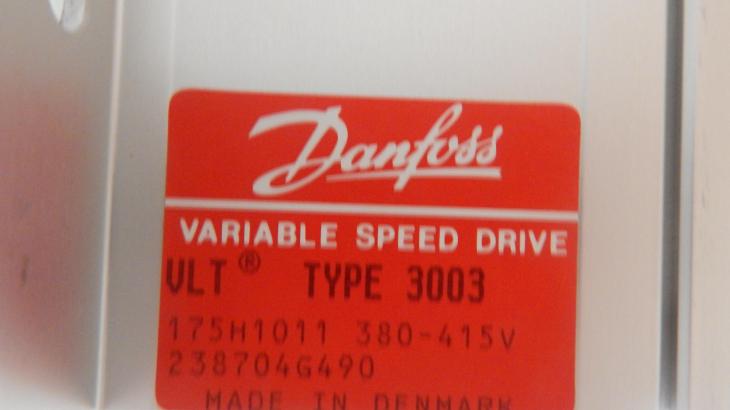 Danfoss
VARIABLE SPEED DRIVE
VLT® TYPE 3003
175H1011 380-415V
238704G490
MADE IN DENMARK